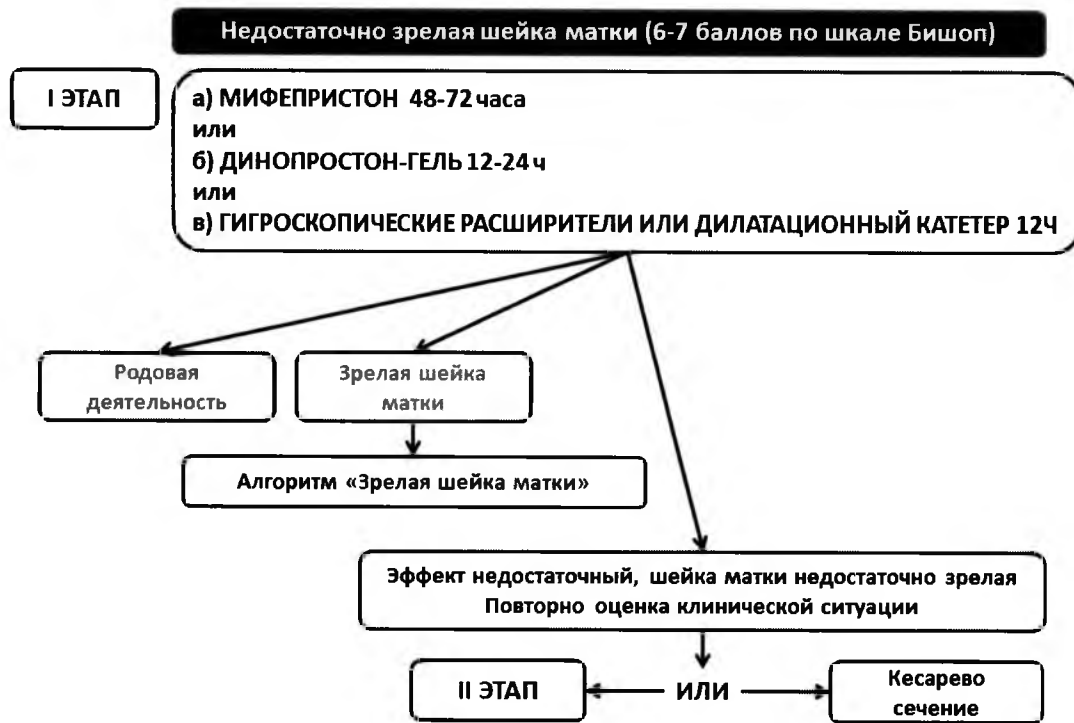 Недостаточно зрелая шейка матки (6-7 баллов по шкале Бишоп)
I ЭТАП
а) МИФЕПРИСТОН 48-72 часа
или
б) ДИНОПРОСТОН-ГЕЛЬ 12-24 ч
или
в) ГИГРОСКОПИЧЕСКИЕ РАСШИРИТЕЛИ ИЛИ ДИЛАТАЦИОННЫЙ КАТЕТЕР 12Ч
Родовая
деятельность
Зрелая шейка
матки
Алгоритм «Зрелая шейка матки»
Эффект недостаточный, шейка матки недостаточно зрелая
Повторно оценка клинической ситуации
II ЭТАП
ИЛИ
Кесарево
сечение